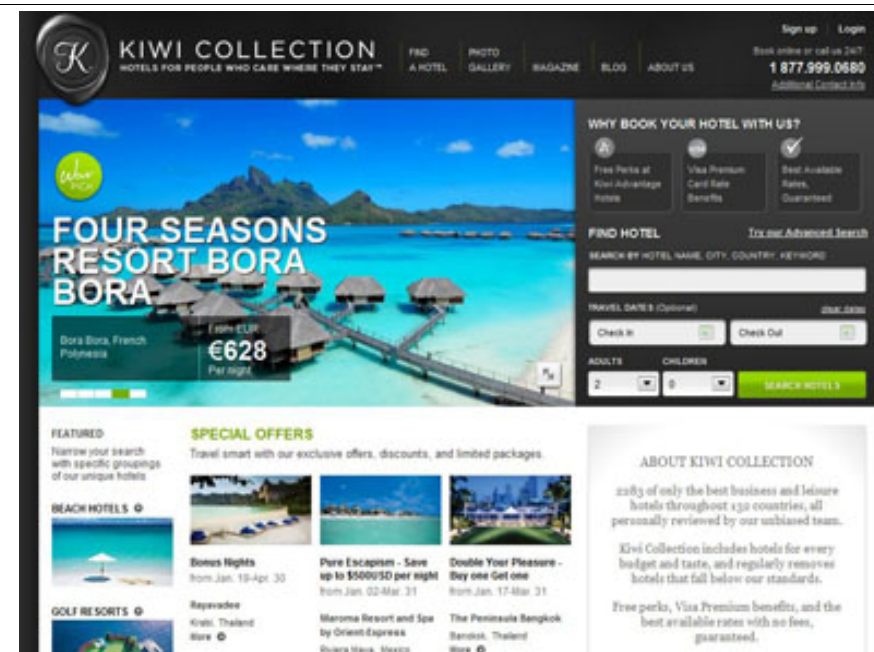 Sign up Login
Book online or call us 24/7:
1 877.999.0680
Additional Contact Info
K
KIWI COLLECTION
HOTELS FOR PEOPLE WHO CARE WHERE THEY STAY™
FIND
A HOTEL
PHOTO
GALLERY
MAGAZINE
BLOG
ABOUT US
Wow
PICK
FOUR SEASONS
RESORT BORA
BORA
Bora Bora, French
Polynesia
From EUR
€628
Per night
WHY BOOK YOUR HOTEL WITH US?
Free Perks at
Kiwi Advantage
hotels
Visa Premium
Card Rate
Benefits
Best Available
Rates,
Guaranteed
FIND HOTEL
Try our Advanced Search
SEARCH BY HOTEL NAME, CITY, COUNTRY, KEYWORD
TRAVEL DATES (Optional)
clear dates
Check In
Check Out
ADULTS
CHILDREN
2
0
SEARCH HOTELS
FEATURED
Narrow your search
with specific groupings
of our unique hotels
BEACH HOTELS
GOLF RESORTS
SPECIAL OFFERS
Travel smart with our exclusive offers, discounts, and limited packages.
Bonus Nights
from Jan. 19-Apr. 30
Rayavadee
Krabi, Thailand
More
Pure Escapism - Save
up to $500USD per night
from Jan. 02-Mar. 31
Maroma Resort and Spa
by Orient-Express
Riviera Maya, Mexico
Double Your Pleasure -
Buy one Get one
from Jan. 17-Mar. 31
The Peninsula Bangkok
Bangkok, Thailand
More
ABOUT KIWI COLLECTION
2283 of only the best business and leisure
hotels throughout 132 countries, all
personally reviewed by our unbiased team.
Kiwi Collection includes hotels for every
budget and taste, and regularly removes
hotels that fall below our standards.
Free perks, Visa Premium benefits, and the
best available rates with no fees,
guaranteed.